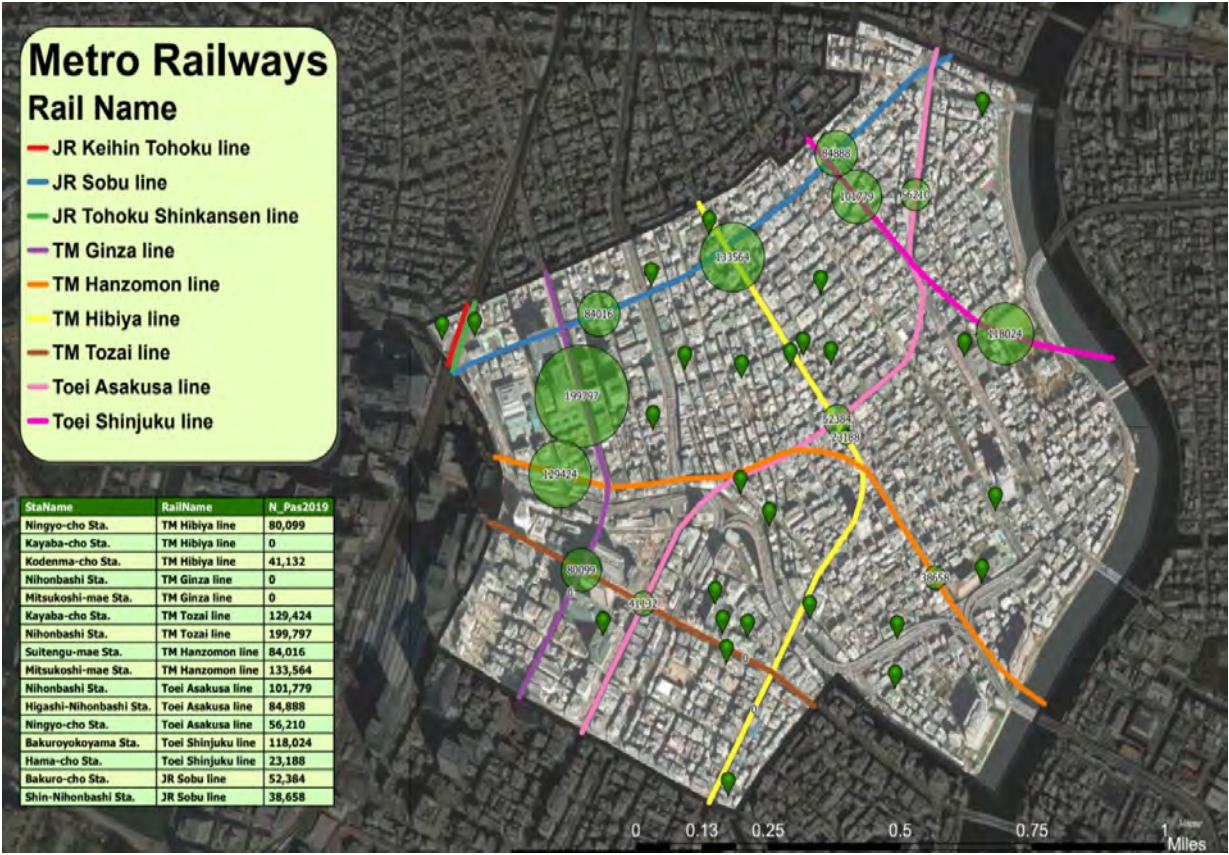 Metro Railways
Rail Name
JR Keihin Tohoku line
JR Sobu line
JR Tohoku Shinkansen line
TM Ginza line
TM Hanzomon line
TM Hibiya line
TM Tozai line
Toei Asakusa line
Toei Shinjuku line
StaName RailName N_Pas2019
Ningyo-cho Sta. TM Hibiya line 80,099
Kayaba-cho Sta. TM Hibiya line 0
Kodenma-cho Sta. TM Hibiya line 41,132
Nihonbashi Sta. TM Ginza line 0
Mitsukoshi-mae Sta. TM Ginza line 0
Kayaba-cho Sta. TM Tozai line 129,424
Nihonbashi Sta. TM Tozai line 199,797
Suitengu-mae Sta. TM Hanzomon line 84,016
Mitsukoshi-mae Sta. TM Hanzomon line 133,564
Nihonbashi Sta. Toei Asakusa line 101,779
Higashi-Nihonbashi Sta. Toei Asakusa line 84,888
Ningyo-cho Sta. Toei Asakusa line 56,210
Bakuroyokoyama Sta. Toei Shinjuku line 118,024
Hama-cho Sta. Toei Shinjuku line 23,188
Bakuro-cho Sta. JR Sobu line 52,384
Shin-Nihonbashi Sta. JR Sobu line 38,658
84888
101779
56210
133564
84016
118024
199797
52384
23188
129424
80099
0
38658
41132
0
0
0 0.13 0.25 0.5 0.75 1
Miles